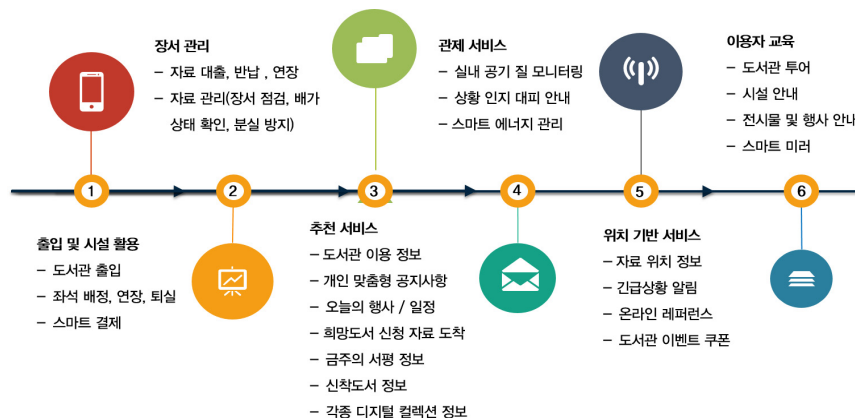 장서 관리
– 자료 대출, 반납 , 연장
– 자료 관리(장서 점검, 배가
상태 확인, 분실 방지)
관제 서비스
– 실내 공기 질 모니터링
– 상황 인지 대피 안내
– 스마트 에너지 관리
이용자 교육
– 도서관 투어
– 시설 안내
– 전시물 및 행사 안내
– 스마트 미러
1
2
3
4
5
6
출입 및 시설 활용
– 도서관 출입
– 좌석 배정, 연장, 퇴실
– 스마트 결제
추천 서비스
– 도서관 이용 정보
– 개인 맞춤형 공지사항
– 오늘의 행사 / 일정
– 희망도서 신청 자료 도착
– 금주의 서평 정보
– 신착도서 정보
– 각종 디지털 컬렉션 정보
위치 기반 서비스
– 자료 위치 정보
– 긴급상황 알림
– 온라인 레퍼런스
– 도서관 이벤트 쿠폰